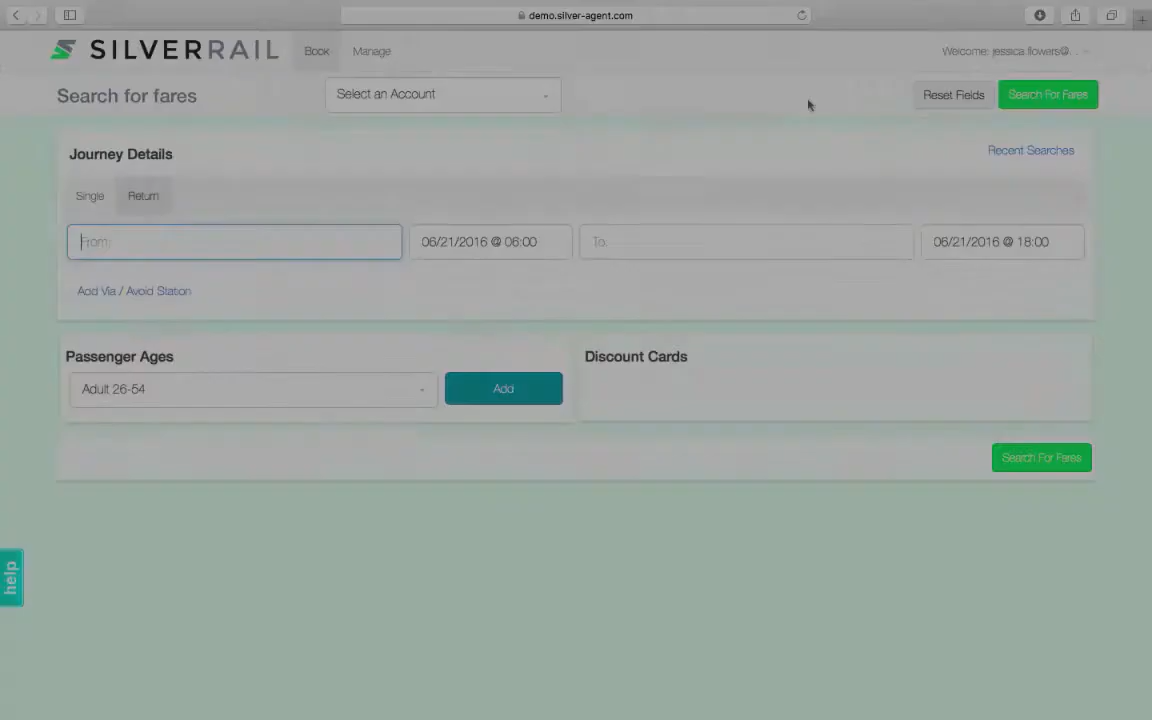 demo.silver-agent.com
SILVERRAIL
Book
Manage
Welcome: jessica.flowers@...
Search for fares
Select an Account
Reset Fields
Search For Fares
Journey Details
Recent Searches
Single
Return
From:
06/21/2016 @ 06:00
To:
06/21/2016 @ 18:00
Add Via / Avoid Station
Passenger Ages
Discount Cards
Adult 26-54
Add
Search For Fares
help